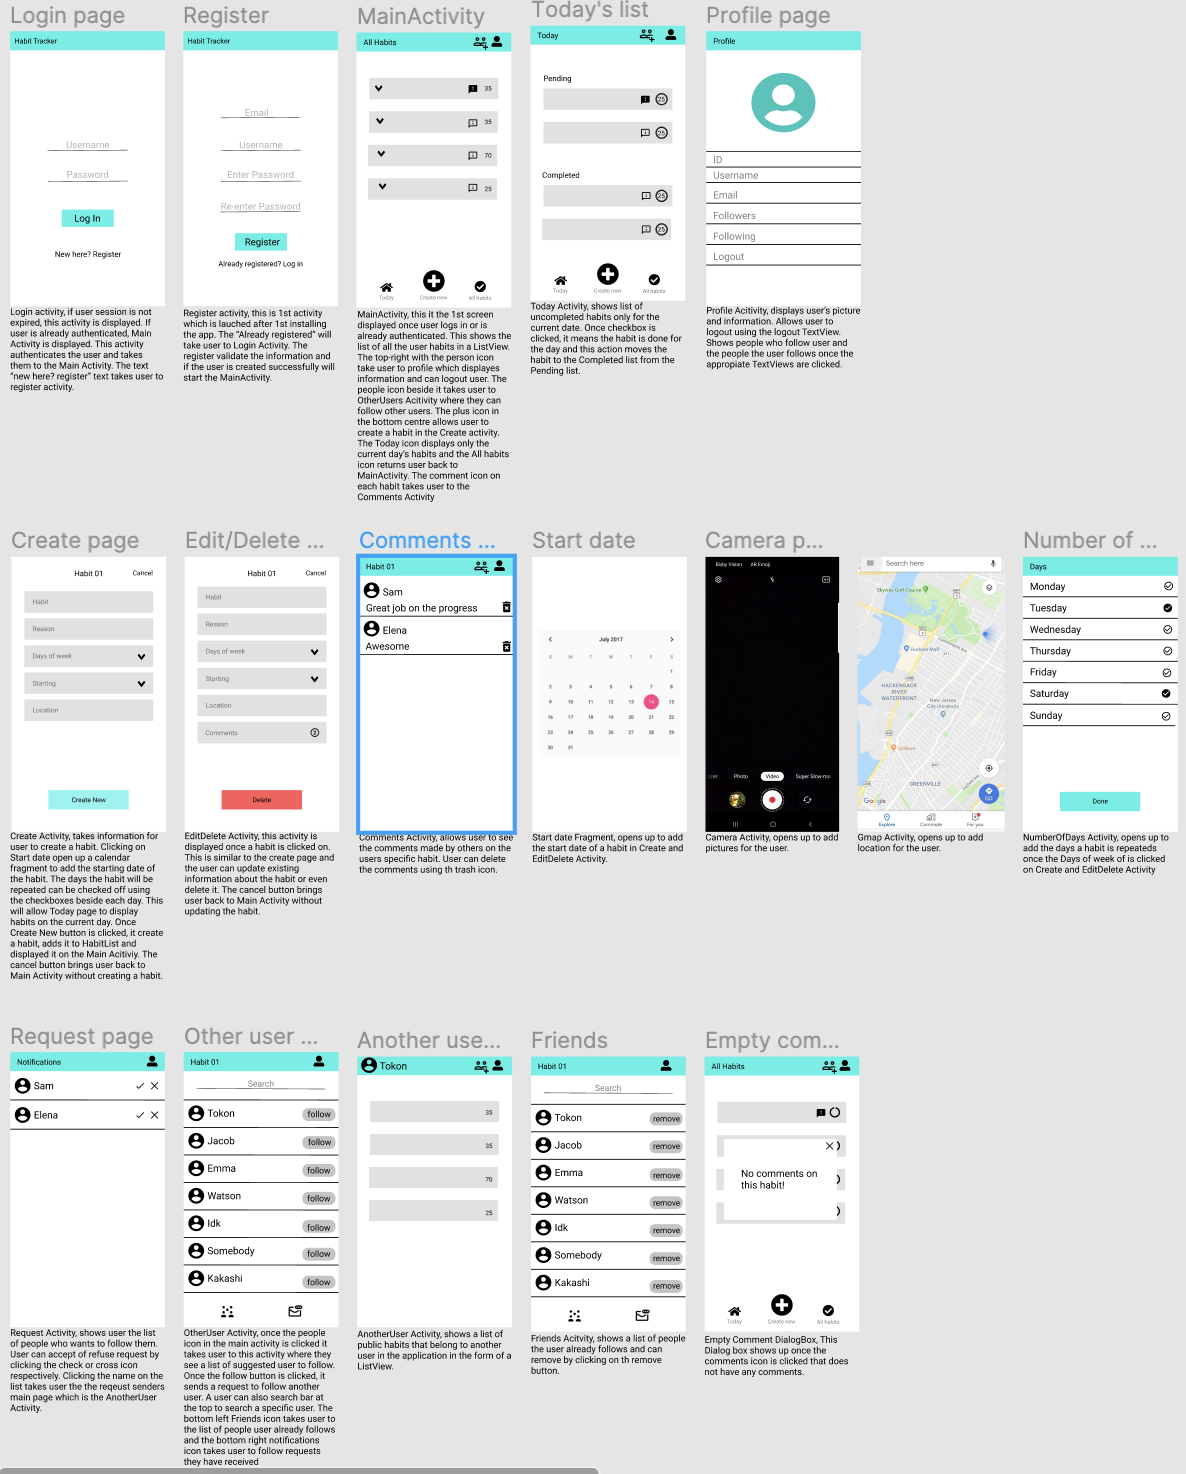 Login page
Habit Tracker
Username
Password
Log In
New here? Register
Login activity, if user session is not
expired, this activity is displayed. If
user is already authenticated, Main
Activity is displayed. This activity
authenticates the user and takes
them to the Main Activity. The text
“new here? register” text takes user to
register activity.
Register
Habit Tracker
Email
Username
Enter Password
Re-enter Password
Register
Already registered? Log in
Register activity, this is 1st activity
which is lauched after 1st installing
the app. The “Already registered” will
take user to Login Activity. The
register validate the information and
if the user is created successfully will
start the MainActivity.
MainActivity
All Habits
35
35
70
25
Today
Create new
All habits
MainActivity, this it the 1st screen
displayed once user logs in or is
already authenticated. This shows the
list of all the user habits in a ListView.
The top-right with the person icon
take user to profile which displayes
information and can logout user. The
people icon beside it takes user to
OtherUsers Acitivity where they can
follow other users. The plus icon in
the bottom centre allows user to
create a habit in the Create activity.
The Today icon displays only the
current day's habits and the All habits
icon returns user back to
MainActivity. The comment icon on
each habit takes user to the
Comments Activity
Today's list
Today
Pending
25
25
Completed
25
25
Today
Create new
All habits
Today Activity, shows list of
uncompleted habits only for
the current date. Once checkbox is
clicked, it means the habit is done for
the day and this action moves the
habit to the Completed list from the
Pending list.
Profile page
Profile
ID
Username
Email
Followers
Following
Logout
Profile Acitivity, displays user's picture
and information. Allows user to
logout using the logout TextView.
Shows people who follow user and
the people the user follows once the
appropiate TextViews are clicked.
Create page
Habit 01
Cancel
Habit
Reason
Days of week
Starting
Location
Create New
Create Activity, takes information for
user to create a habit. Clicking on
Start date open up a calendar
fragment to add the starting date of
the habit. The days the habit will be
repeated can be checked off using
the checkboxes beside each day. This
will allow Today page to display
habits on the current day. Once
Create New button is clicked, it create
a habit, adds it to HabitList and
displayed it on the Main Acitiviy. The
cancel button brings user back to
Main Activity without creating a habit.
Edit/Delete ...
Habit 01
Cancel
Habit
Reason
Days of week
Starting
Location
Comments
2
Delete
EditDelete Activity, this activity is
displayed once a habit is clicked on.
This is similar to the create page and
the user can update existing
information about the habit or even
delete it. The cancel button brings
user back to Main Activity without
updating the habit.
Comments ...
Habit 01
Sam
Great job on the progress
Elena
Awesome
Comments Activity, allows user to see
the comments made by others on the
users specific habit. User can delete
the comments using th trash icon.
Start date
July 2017
S M T W T F S
1
2 3 4 5 6 7 8
9 10 11 12 13 14 15
16 17 18 19 20 21 22
23 24 25 26 27 28 29
30 31
Start date Fragment, opens up to add
the start date of a habit in Create and
EditDelete Activity.
Camera p...
Bixby Vision
AR Emoji
Photo
Video
Super Slow-mo
Camera Activity, opens up to add
pictures for the user.
Search here
Skyway Golf Course
Hudson Mall
HACKENSACK
RIVER
WATERFRONT
New Jersey
City University
GREENVILLE
Google
GO
Explore
Commute
For you
Gmap Activity, opens up to add
location for the user.
Number of ...
Days
Monday
Tuesday
Wednesday
Thursday
Friday
Saturday
Sunday
Done
NumberOfDays Activity, opens up to
add the days a habit is repeateds
once the Days of week of is clicked
on Create and EditDelete Activity
Request page
Notifications
Sam
Elena
Request Activity, shows user the list
of people who wants to follow them.
User can accept of refuse request by
clicking the check or cross icon
respectively. Clicking the name on the
list takes user the the reqeust senders
main page which is the AnotherUser
Activity.
Other user ...
Habit 01
Search
Tokon
follow
Jacob
follow
Emma
follow
Watson
follow
Idk
follow
Somebody
follow
Kakashi
follow
OtherUser Activity, once the people
icon in the main activity is clicked it
takes user to this activity where they
see a list of suggested user to follow.
Once the follow button is clicked, it
sends a request to follow another
user. A user can also search bar at
the top to search a specific user. The
bottom left Friends icon takes user to
the list of people user already follows
and the bottom right notifications
icon takes user to follow requests
they have received
Another use...
Tokon
35
35
70
25
AnotherUser Activity, shows a list of
public habits that belong to another
user in the application in the form of a
ListView.
Friends
Habit 01
Search
Tokon
remove
Jacob
remove
Emma
remove
Watson
remove
Idk
remove
Somebody
remove
Kakashi
remove
Friends Acitivity, shows a list of people
the user already follows and can
remove by clicking on th remove
button.
Empty com...
All Habits
No comments on
this habit!
Today
Create new
All habits
Empty Comment DialogBox, This
Dialog box shows up once the
comments icon is clicked that does
not have any comments.